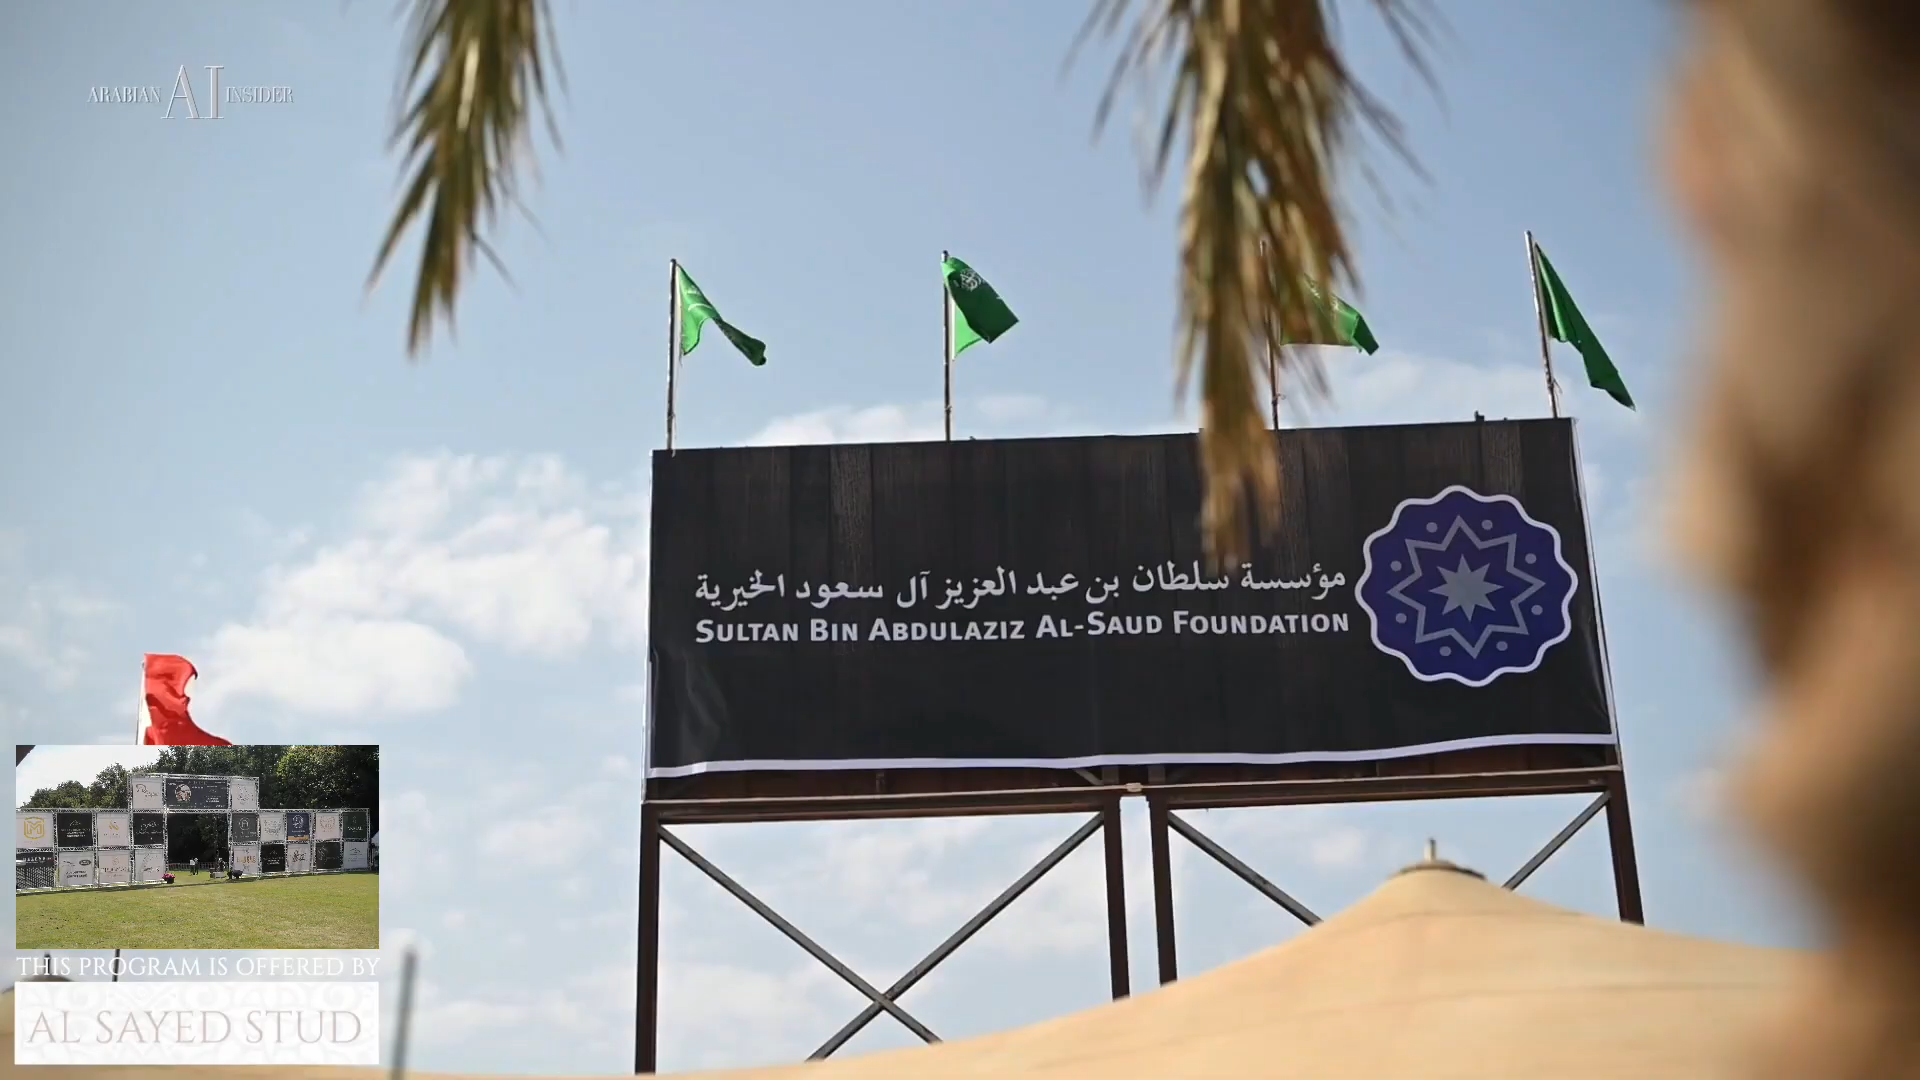 ARABIAN AI INSIDER
مؤسسة سلطان بن عبد العزيز آل سعود الخيرية
SULTAN BIN ABDULAZIZ AL-SAUD FOUNDATION
THIS PROGRAM IS OFFERED BY
AL SAYED STUD